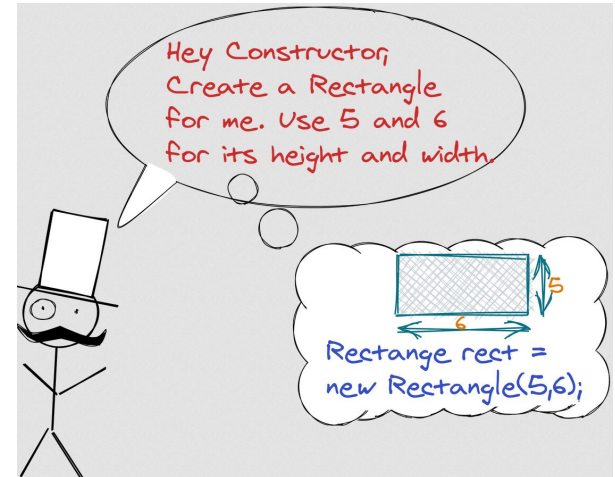 Hey Constructor,
Create a Rectangle
for me. Use 5 and 6
for its height and width.
5
6
Rectange rect =
new Rectangle(5,6);